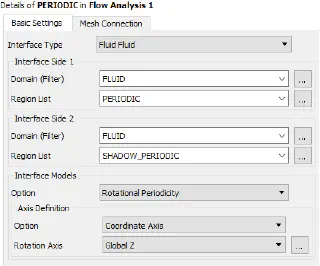 Details of PERIODIC in Flow Analysis 1
Basic Settings Mesh Connection
Interface Type Fluid Fluid
Interface Side 1
Domain (Filter) FLUID ...
Region List PERIODIC ...
Interface Side 2
Domain (Filter) FLUID ...
Region List SHADOW_PERIODIC ...
Interface Models
Option Rotational Periodicity
Axis Definition
Option Coordinate Axis
Rotation Axis Global Z ...